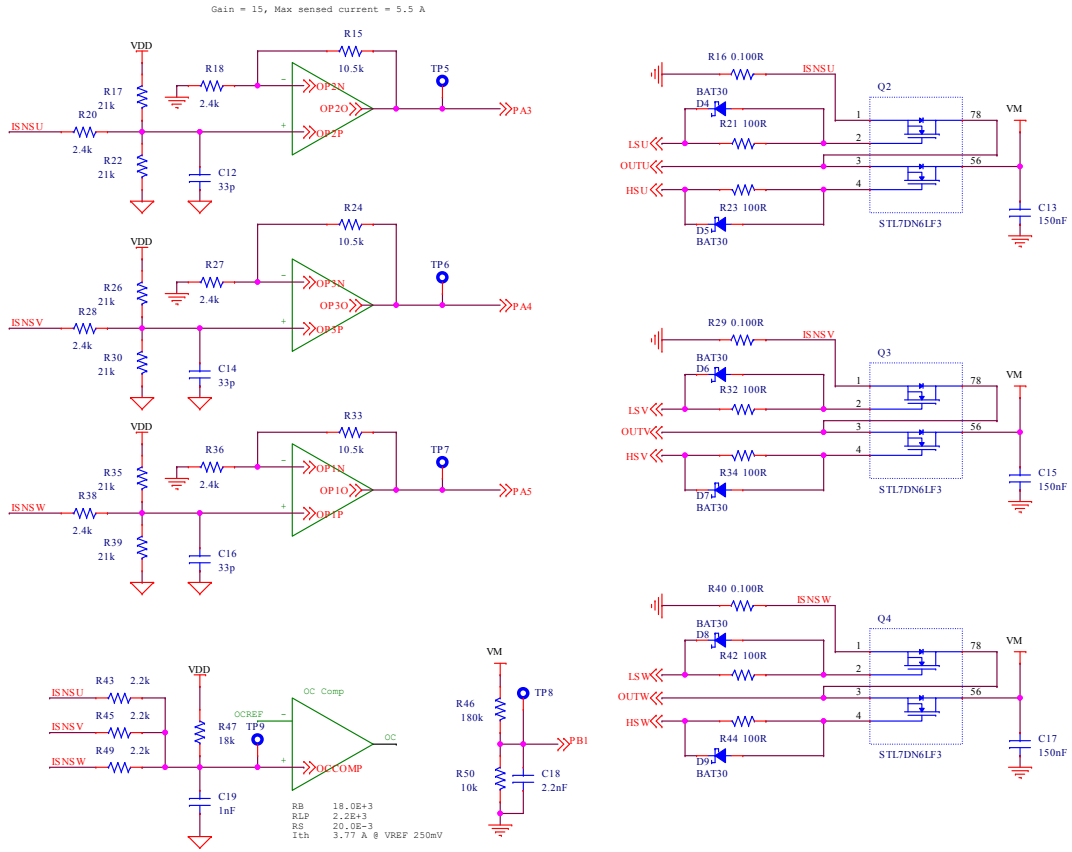 Gain = 15, Max sensed current = 5.5 A
VDD
R15
10.5k
TP5
R18
2.4k
OP2N
OP2O
OP2P
PA3
R17
21k
R20
ISNSU
2.4k
R22
21k
C12
33p
VDD
R24
10.5k
TP6
R27
2.4k
OP3N
OP3O
OP3P
PA4
R26
21k
R28
ISNSV
2.4k
R30
21k
C14
33p
VDD
R33
10.5k
TP7
R36
2.4k
OP1N
OP1O
OP1P
PA5
R35
21k
R38
ISNSW
2.4k
R39
21k
C16
33p
ISNSU
R43 2.2k
ISNSV
R45 2.2k
ISNSW
R49 2.2k
VDD
R47
18k
TP9
C19
1nF
OC Comp
OCREF
OCCOMP
OC
RB 18.0E+3
RLP 2.2E+3
RS 20.0E-3
Ith 3.77 A @ VREF 250mV
VM
R46
180k
TP8
PB1
R50
10k
C18
2.2nF
R16 0.100R
ISNSU
BAT30
D4
R21 100R
LSU
OUTU
HSU
R23 100R
D5
BAT30
Q2
1
2
3
4
78
56
STL7DN6LF3
VM
C13
150nF
R29 0.100R
ISNSV
BAT30
D6
R32 100R
LSV
OUTV
HSV
R34 100R
D7
BAT30
Q3
1
2
3
4
78
56
STL7DN6LF3
VM
C15
150nF
R40 0.100R
ISNSW
BAT30
D8
R42 100R
LSW
OUTW
HSW
R44 100R
D9
BAT30
Q4
1
2
3
4
78
56
STL7DN6LF3
VM
C17
150nF